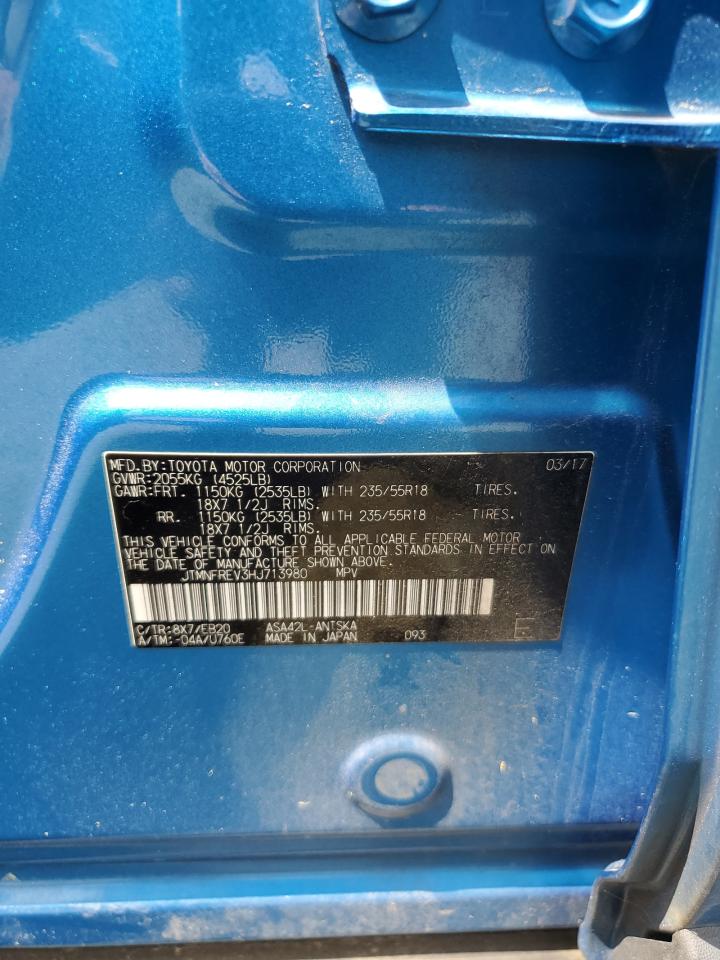 MFD.BY:TOYOTA MOTOR CORPORATION 03/17
GVWR:2055KG (4525LB)
GAWR:FRT. 1150KG (2535LB) WITH 235/55R18 TIRES.
18X7 1/2J RIMS.
RR. 1150KG (2535LB) WITH 235/55R18 TIRES.
18X7 1/2J RIMS.
THIS VEHICLE CONFORMS TO ALL APPLICABLE FEDERAL MOTOR
VEHICLE SAFETY AND THEFT PREVENTION STANDARDS IN EFFECT ON
THE DATE OF MANUFACTURE SHOWN ABOVE.
JTMNFREV3HJ713980 MPV
C/TR:8X7/EB20 ASA42L-ANTSKA
A/TM:-04A/U760E MADE IN JAPAN 093 E